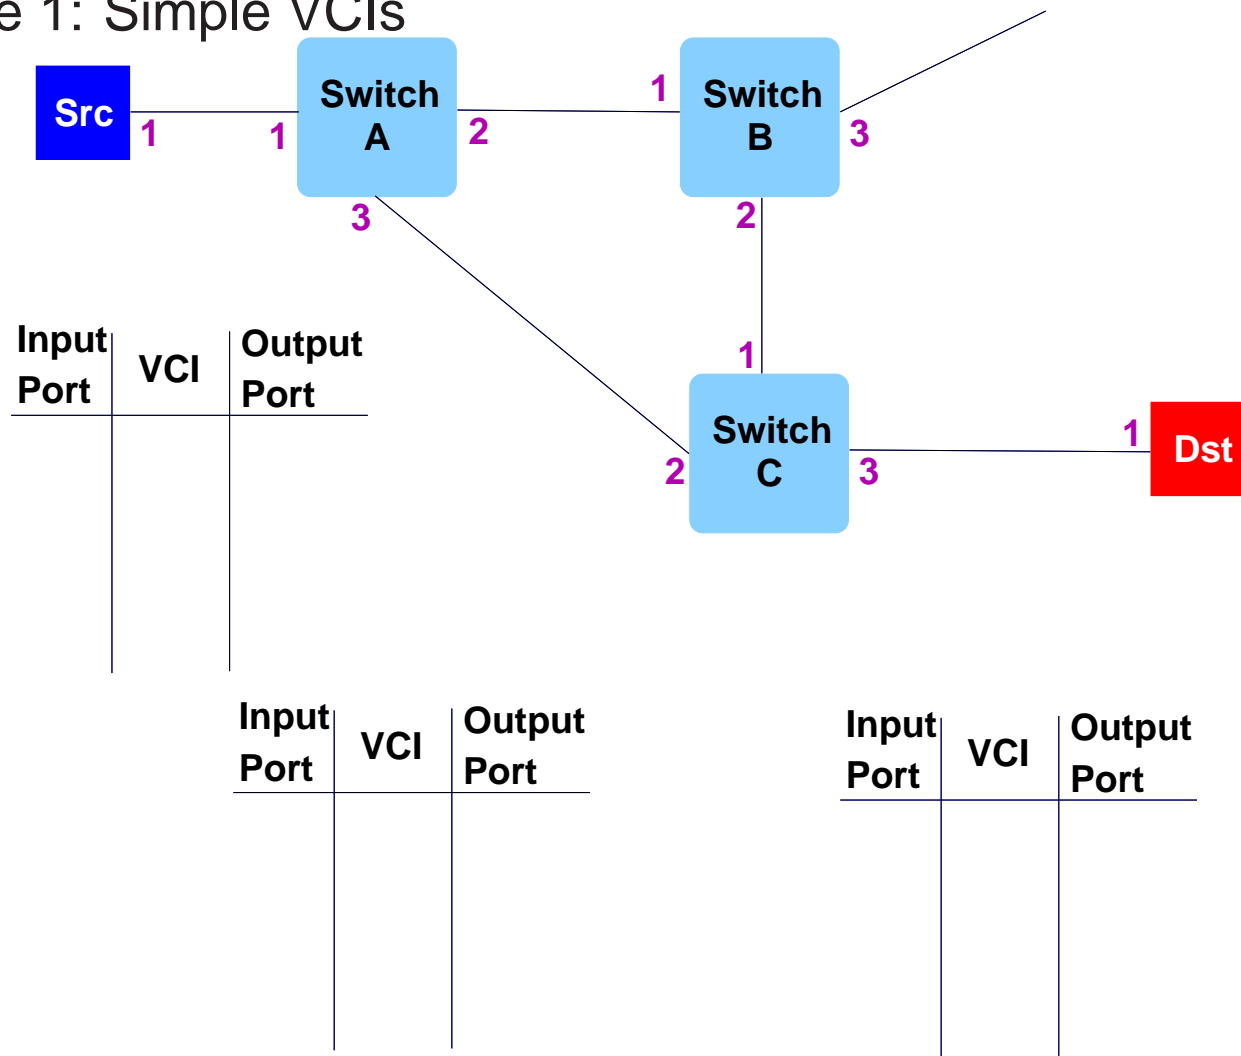 e 1: Simple VCIs
Src
1
1
Switch
A
2
3
1
Switch
B
3
2
1
Switch
C
2
3
1
Dst
Input
Port
VCI
Output
Port
Input
Port
VCI
Output
Port
Input
Port
VCI
Output
Port